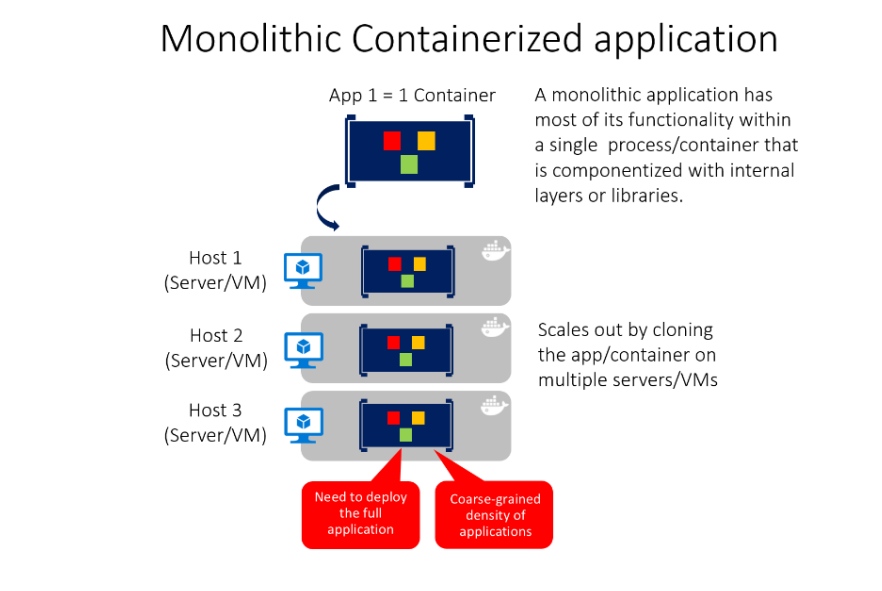 Monolithic Containerized application
App 1 = 1 Container
A monolithic application has
most of its functionality within
a single process/container that
is componentized with internal
layers or libraries.
Host 1
(Server/VM)
Host 2
(Server/VM)
Scales out by cloning
the app/container on
multiple servers/VMs
Host 3
(Server/VM)
Need to deploy
the full
application
Coarse-grained
density of
applications